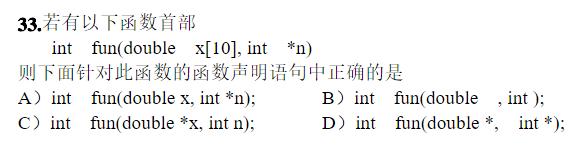 33.若有以下函数首部
int fun(double x[10], int *n)
则下面针对此函数的函数声明语句中正确的是
A）int fun(double x, int *n); B）int fun(double , int );
C）int fun(double *x, int n); D）int fun(double *, int *);